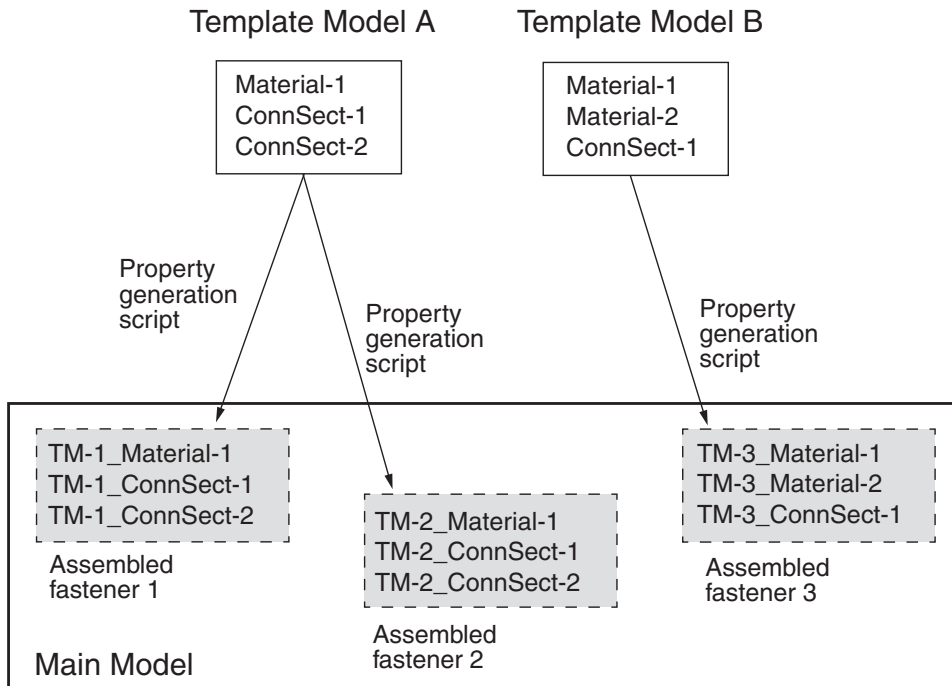 Template Model A
Template Model B
Material-1
ConnSect-1
ConnSect-2
Material-1
Material-2
ConnSect-1
Property
generation
script
Property
generation
script
Property
generation
script
TM-1_Material-1
TM-1_ConnSect-1
TM-1_ConnSect-2
Assembled
fastener 1
TM-2_Material-1
TM-2_ConnSect-1
TM-2_ConnSect-2
Assembled
fastener 2
TM-3_Material-1
TM-3_Material-2
TM-3_ConnSect-1
Assembled
fastener 3
Main Model